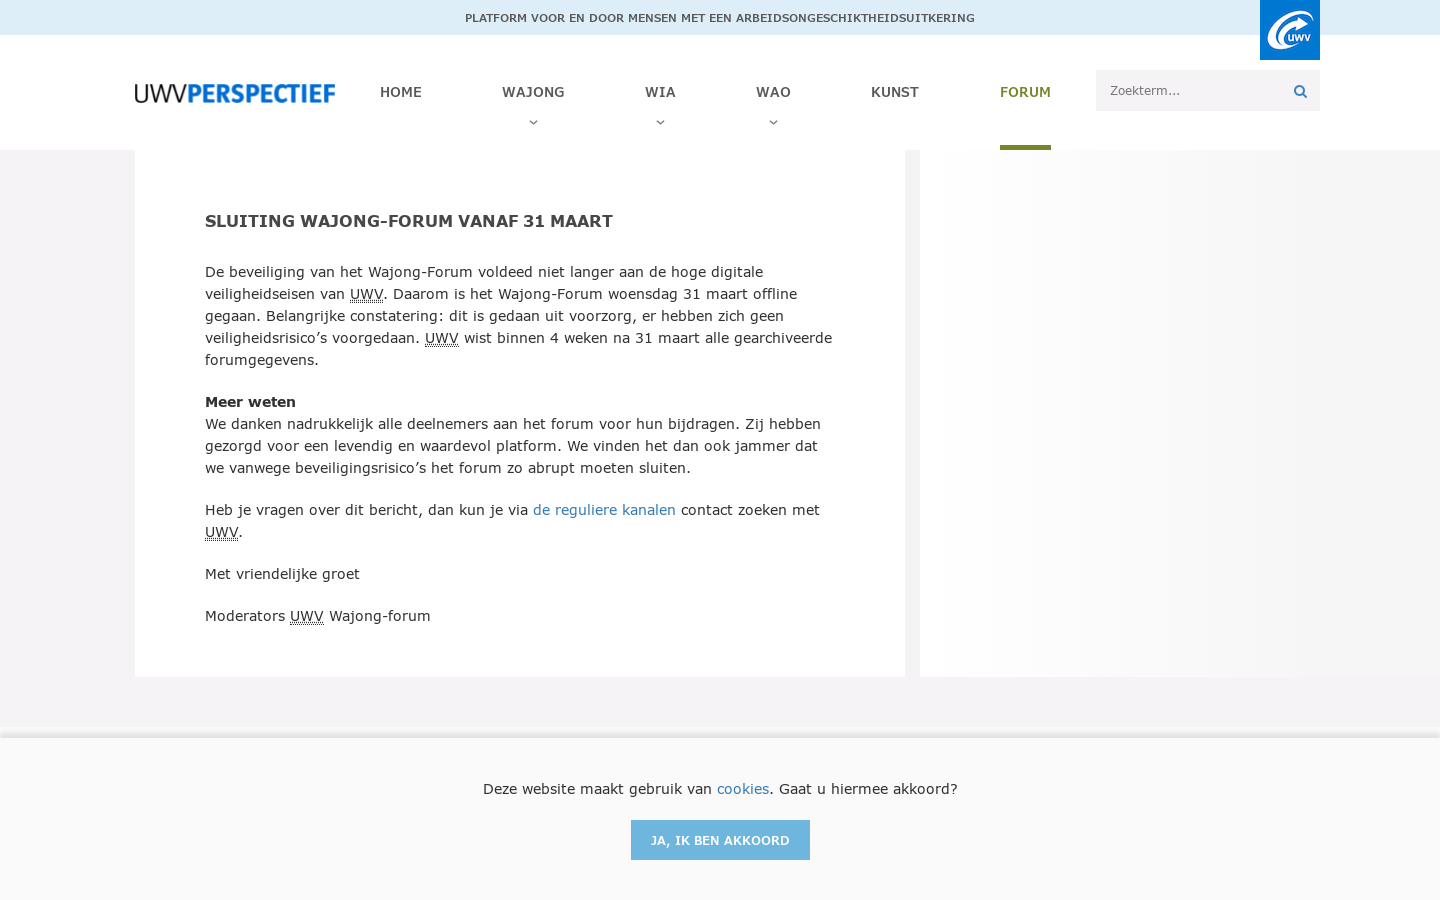 PLATFORM VOOR EN DOOR MENSEN MET EEN ARBEIDSONGESCHIKTHEIDSUITKERING
uwv
UWVPERSPECTIEF
HOME
WAJONG
WIA
WAO
KUNST
FORUM
Zoekterm...
SLUITING WAJONG-FORUM VANAF 31 MAART
De beveiliging van het Wajong-Forum voldeed niet langer aan de hoge digitale
veiligheidseisen van UWV. Daarom is het Wajong-Forum woensdag 31 maart offline
gegaan. Belangrijke constatering: dit is gedaan uit voorzorg, er hebben zich geen
veiligheidsrisico’s voorgedaan. UWV wist binnen 4 weken na 31 maart alle gearchiveerde
forumgegevens.
Meer weten
We danken nadrukkelijk alle deelnemers aan het forum voor hun bijdragen. Zij hebben
gezorgd voor een levendig en waardevol platform. We vinden het dan ook jammer dat
we vanwege beveiligingsrisico’s het forum zo abrupt moeten sluiten.
Heb je vragen over dit bericht, dan kun je via de reguliere kanalen contact zoeken met
UWV.
Met vriendelijke groet
Moderators UWV Wajong-forum
Deze website maakt gebruik van cookies. Gaat u hiermee akkoord?
JA, IK BEN AKKOORD